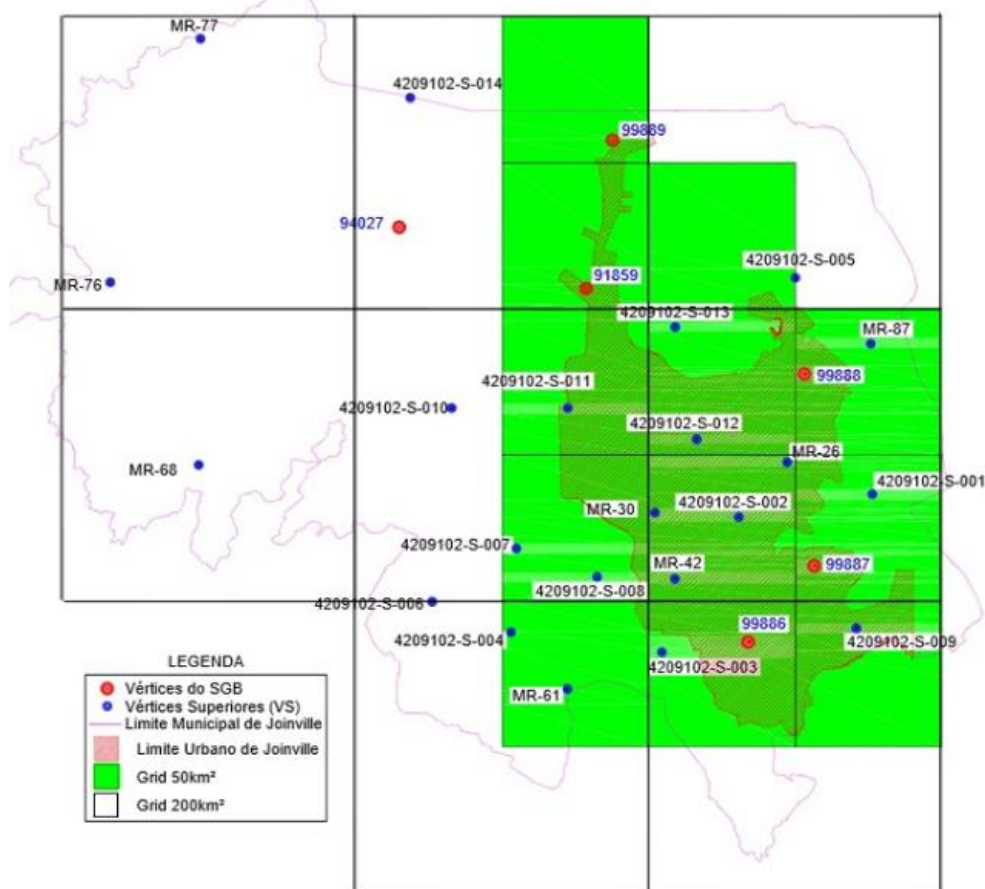 MR-77
4209102-S-014
99889
94027
4209102-S-005
91859
MR-76
4209102-S-013
MR-87
99888
4209102-S-011
4209102-S-010
4209102-S-012
MR-26
MR-68
4209102-S-001
MR-30
4209102-S-002
4209102-S-007
MR-42
99887
4209102-S-008
4209102-S-006
99886
4209102-S-004
4209102-S-009
4209102-S-003
MR-61
LEGENDA
Vértices do SGB
Vértices Superiores (VS)
Limite Municipal de Joinville
Limite Urbano de Joinville
Grid 50km²
Grid 200km²